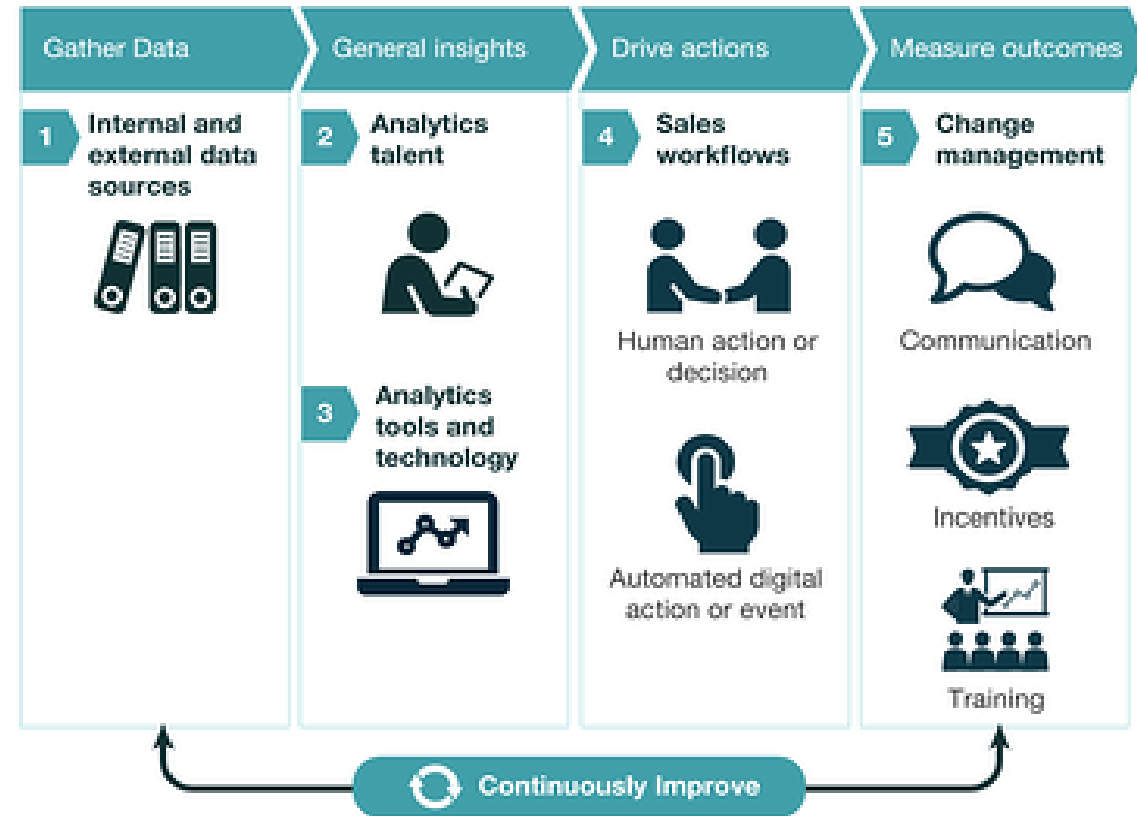 Gather Data
General insights
Drive actions
Measure outcomes
1
Internal and
external data
sources
2
Analytics
talent
3
Analytics
tools and
technology
4
Sales
workflows
Human action or
decision
Automated digital
action or event
5
Change
management
Communication
Incentives
Training
Continuously Improve